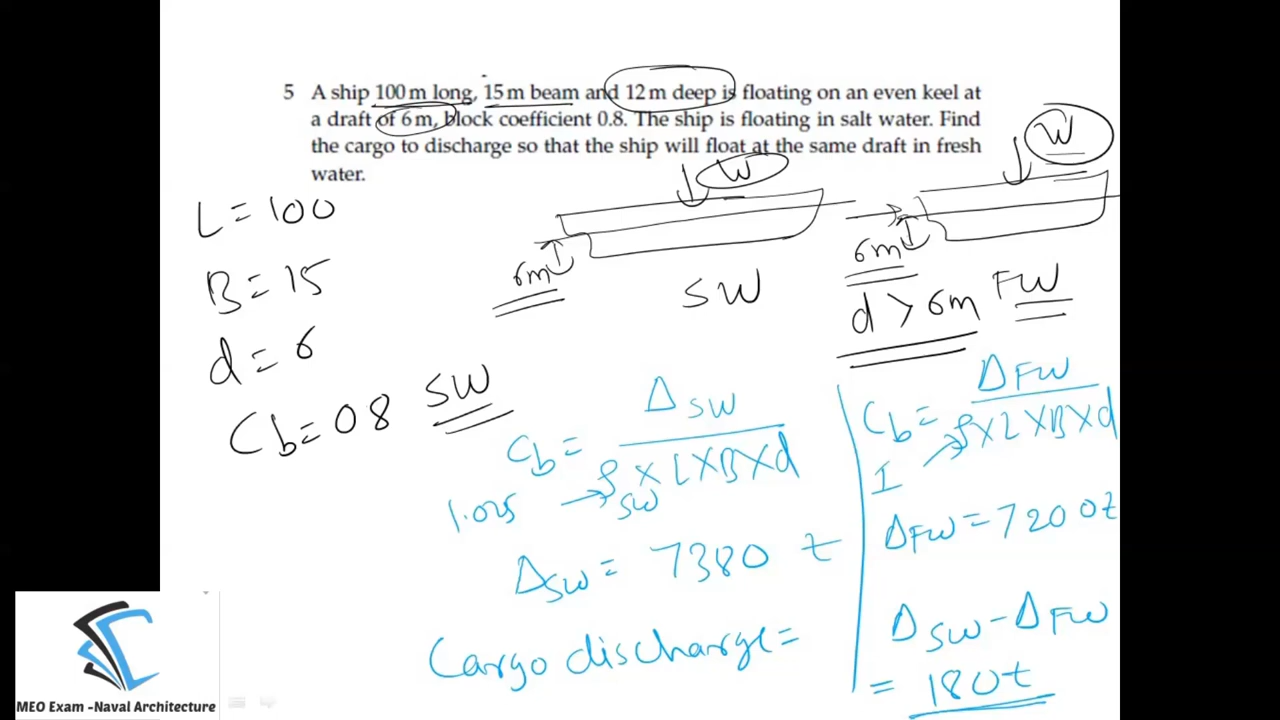 5 A ship 100 m long, 15 m beam and 12 m deep is floating on an even keel at
a draft of 6 m, block coefficient 0.8. The ship is floating in salt water. Find
the cargo to discharge so that the ship will float at the same draft in fresh
water.
W
W
L = 100
B = 15
d = 6
Cb = 08 SW
6m
SW
6m
d > 6m FW
Cb = ΔSW
ρSW × L × B × d
1.025
ΔSW = 7380 t
Cb = ΔFW
ρ × L × B × d
1
ΔFW = 7200t
Cargo discharge =
ΔSW - ΔFW
= 180t
MEO Exam -Naval Architecture